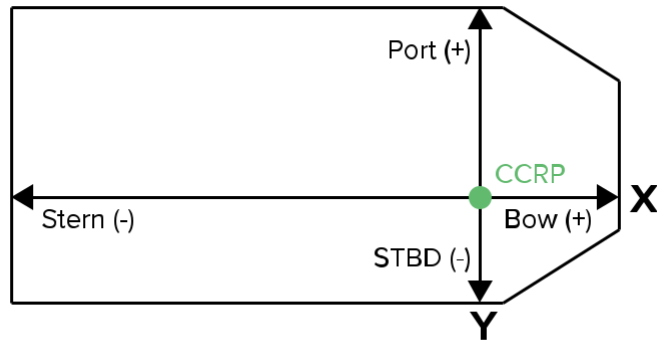 Port (+)
CCRP
X
Stern (-)
Bow (+)
STBD (-)
Y